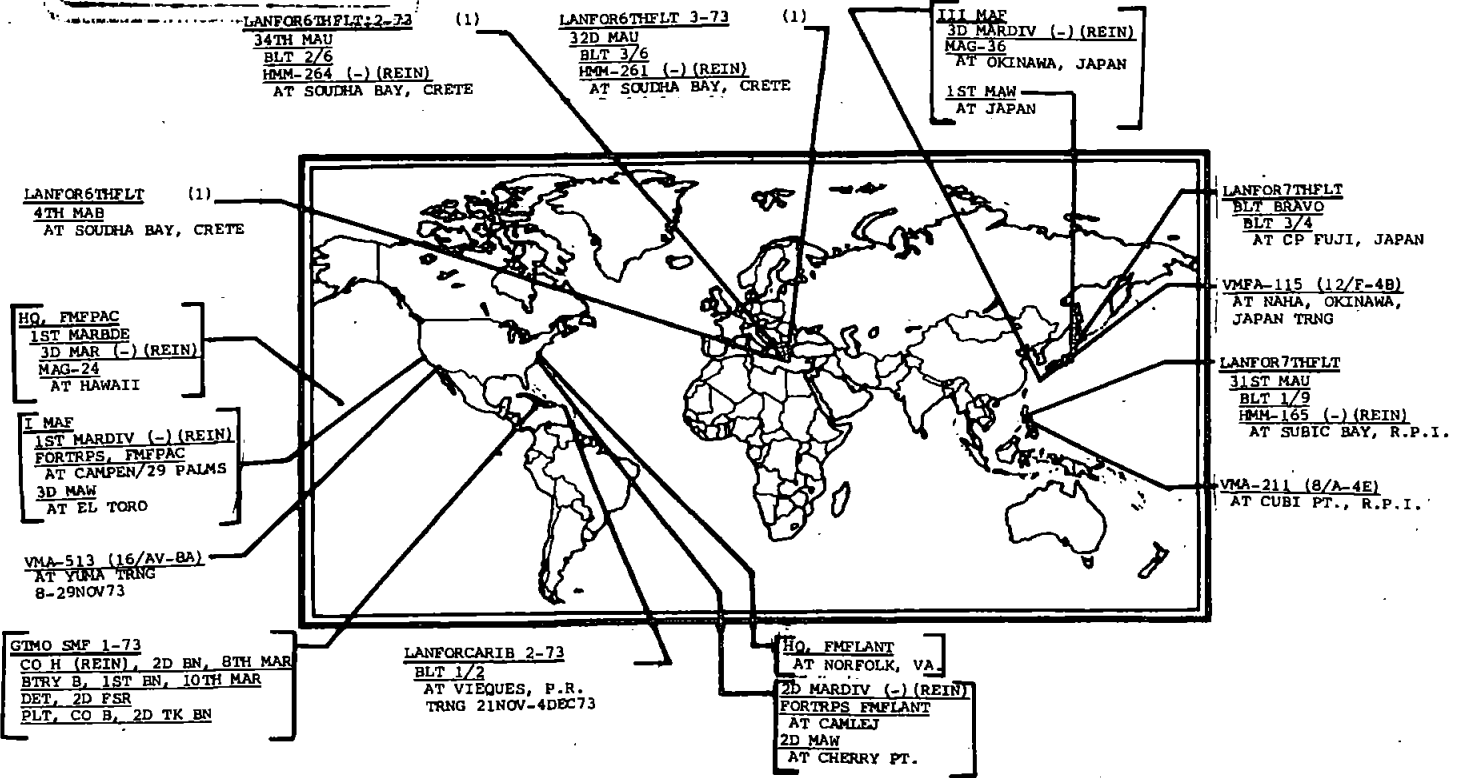 LANFOR6THFLT 2-73 (1)
34TH MAU
BLT 2/6
HMM-264 (-)(REIN)
AT SOUDHA BAY, CRETE
LANFOR6THFLT 3-73 (1)
32D MAU
BLT 3/6
HMM-261 (-)(REIN)
AT SOUDHA BAY, CRETE
III MAF
3D MARDIV (-)(REIN)
MAG-36
AT OKINAWA, JAPAN
1ST MAW
AT JAPAN
LANFOR6THFLT (1)
4TH MAB
AT SOUDHA BAY, CRETE
HQ, FMFPAC
1ST MARBDE
3D MAR (-)(REIN)
MAG-24
AT HAWAII
I MAF
1ST MARDIV (-)(REIN)
FORTRPS, FMFPAC
AT CAMPEN/29 PALMS
3D MAW
AT EL TORO
VMA-513 (16/AV-8A)
AT YUMA TRNG
8-29NOV73
GTMO SMF 1-73
CO H (REIN), 2D BN, 8TH MAR
BTRY B, 1ST BN, 10TH MAR
DET, 2D FSR
PLT, CO B, 2D TK BN
LANFORCARIB 2-73
BLT 1/2
AT VIEQUES, P.R.
TRNG 21NOV-4DEC73
HQ, FMFLANT
AT NORFOLK, VA.
2D MARDIV (-)(REIN)
FORTRPS FMFLANT
AT CAMLEJ
2D MAW
AT CHERRY PT.
LANFOR7THFLT
BLT BRAVO
BLT 3/4
AT CP FUJI, JAPAN
VMFA-115 (12/F-4B)
AT NAHA, OKINAWA,
JAPAN TRNG
LANFOR7THFLT
31ST MAU
BLT 1/9
HMM-165 (-)(REIN)
AT SUBIC BAY, R.P.I.
VMA-211 (8/A-4E)
AT CUBI PT., R.P.I.